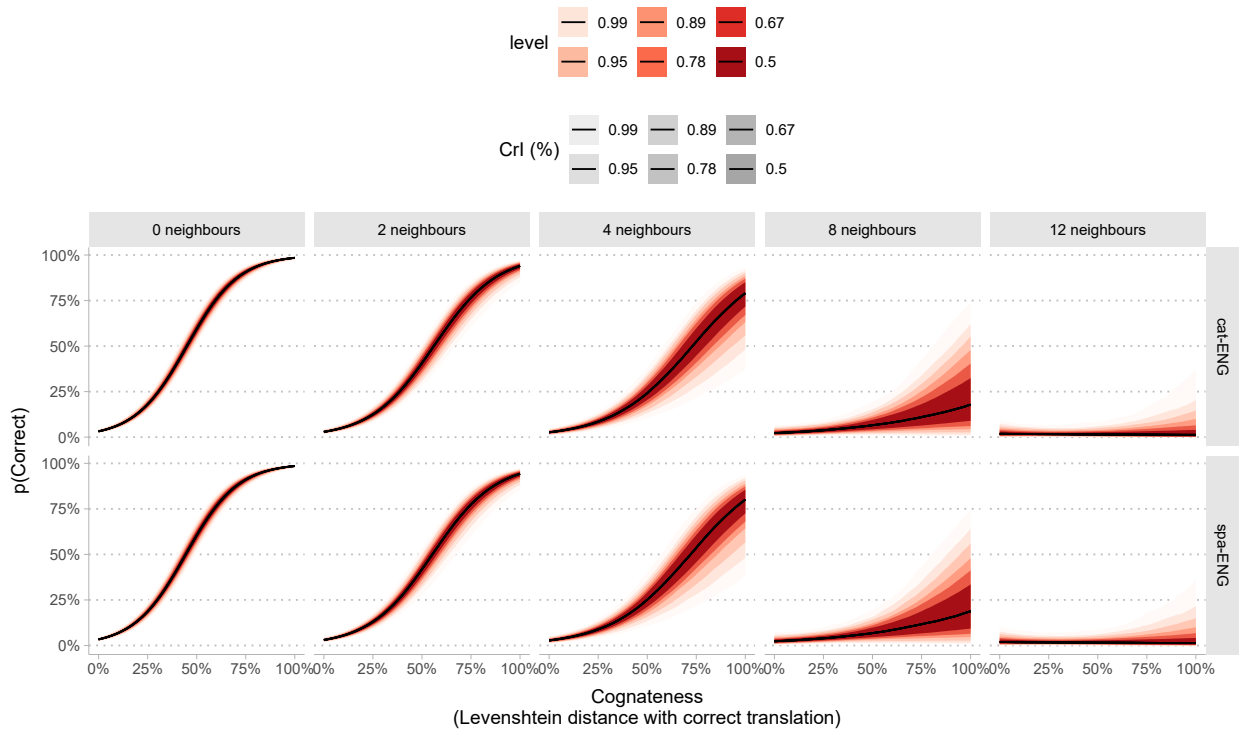 level
0.99 0.89 0.67
0.95 0.78 0.5
CrI (%)
0.99 0.89 0.67
0.95 0.78 0.5
0 neighbours 2 neighbours 4 neighbours 8 neighbours 12 neighbours
p(Correct)
100%
75%
50%
25%
0%
cat-ENG
100%
75%
50%
25%
0%
spa-ENG
0% 25% 50% 75% 100% 0% 25% 50% 75% 100% 0% 25% 50% 75% 100% 0% 25% 50% 75% 100% 0% 25% 50% 75% 100%
Cognateness
(Levenshtein distance with correct translation)